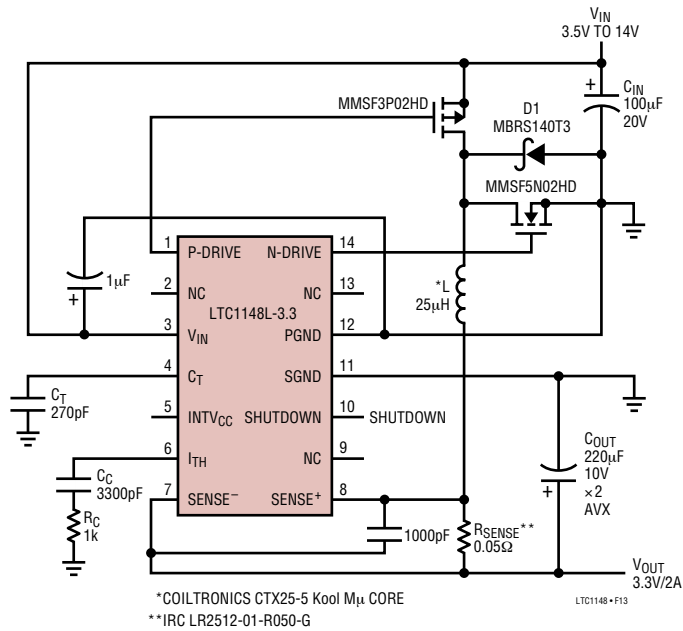 VIN
3.5V TO 14V
CIN
100µF
20V
+
MMSF3P02HD
D1
MBRS140T3
MMSF5N02HD
1µF
+
1 P-DRIVE N-DRIVE 14
2 NC NC 13
LTC1148L-3.3
3 VIN PGND 12
4 CT SGND 11
5 INTVCC SHUTDOWN 10 SHUTDOWN
6 ITH NC 9
7 SENSE– SENSE+ 8
*L
25µH
CT
270pF
CC
3300pF
RC
1k
1000pF
RSENSE**
0.05Ω
COUT
220µF
10V
×2
AVX
+
VOUT
3.3V/2A
*COILTRONICS CTX25-5 Kool Mµ CORE
**IRC LR2512-01-R050-G
LTC1148 • F13